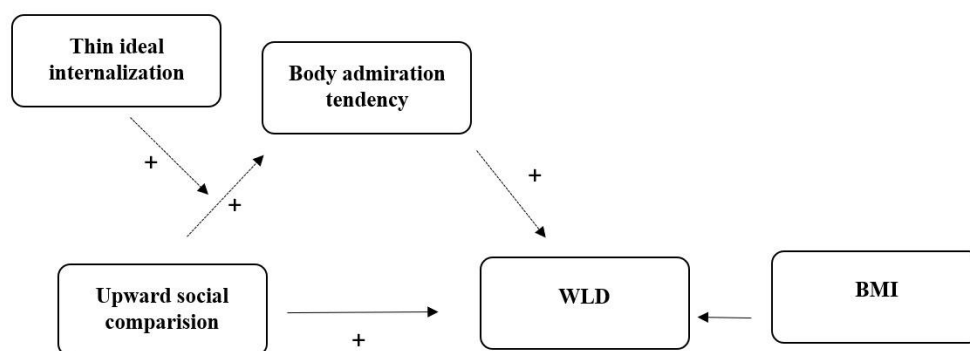 Thin ideal
internalization
Body admiration
tendency
+
+
+
Upward social
comparision
WLD
BMI
+